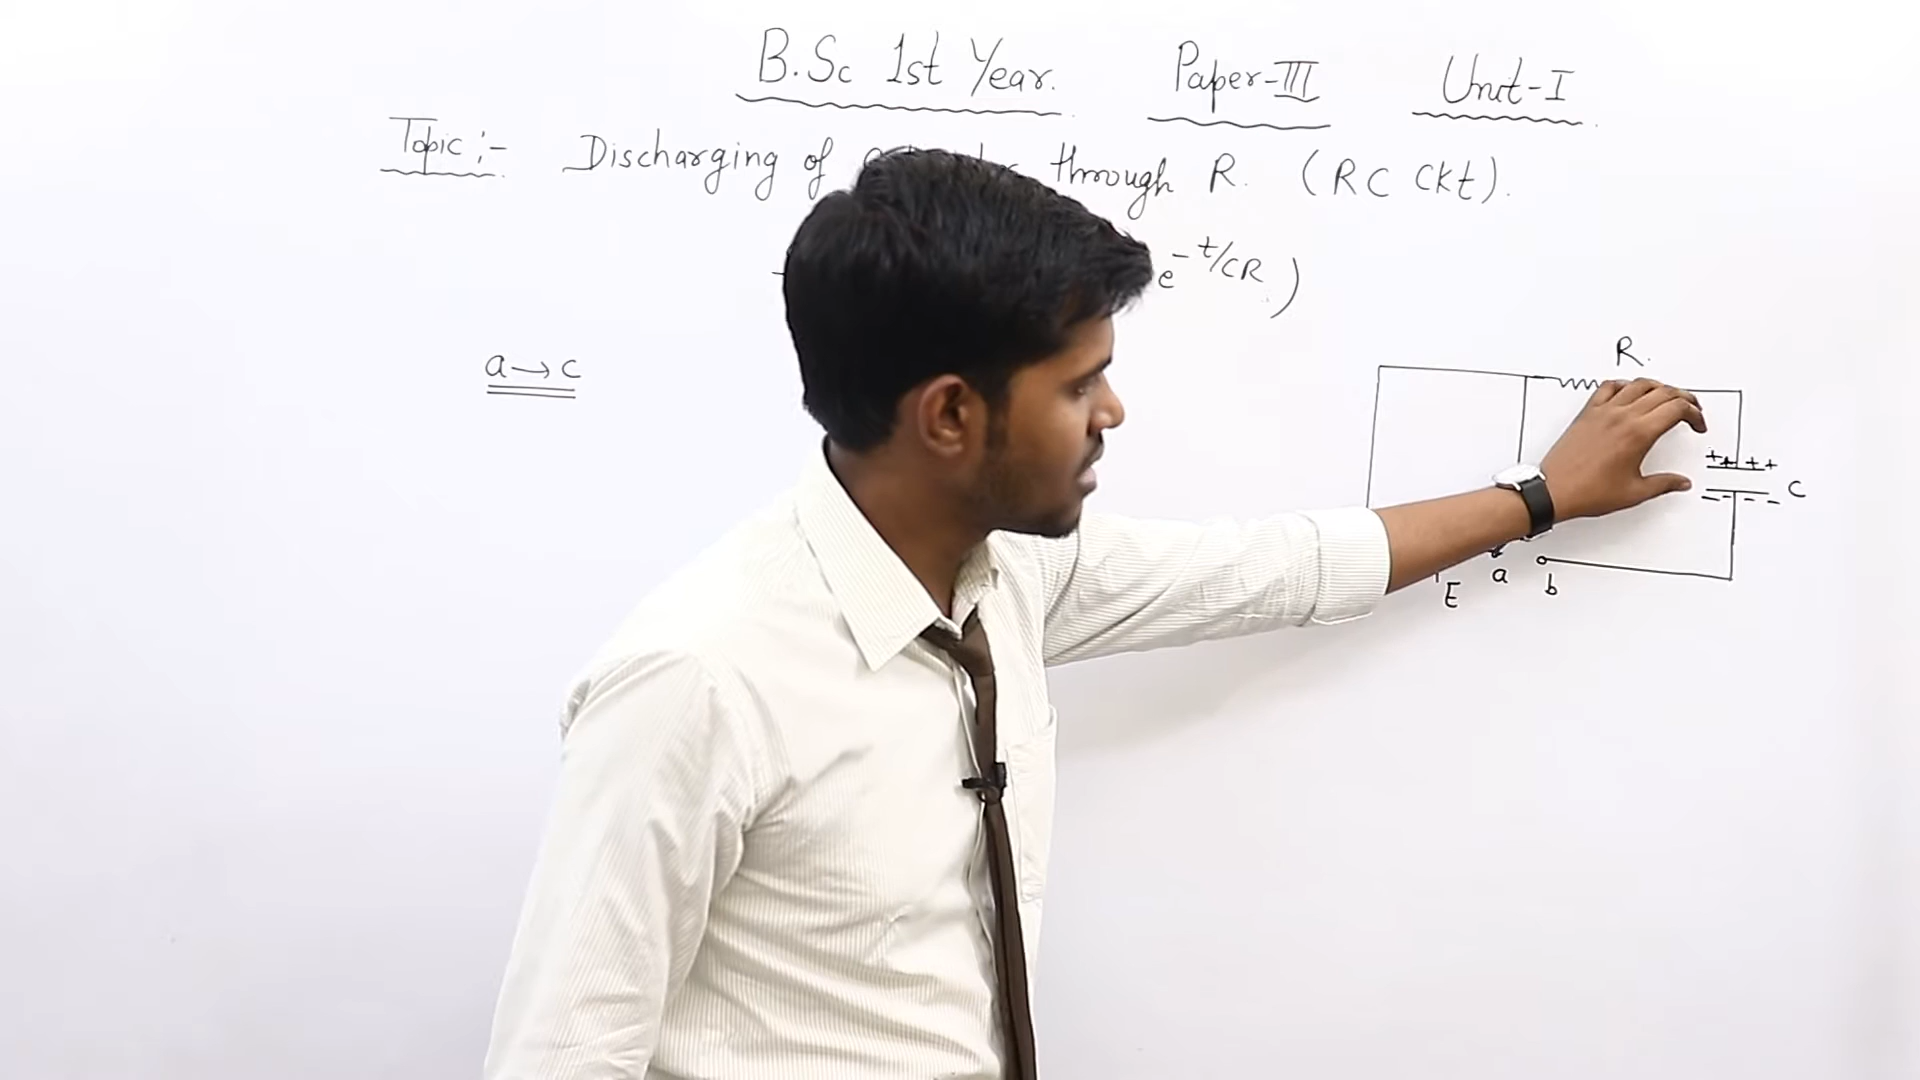 B.Sc 1st Year. Paper-III Unit-I
Topic :- Discharging of through R. (RC Ckt).
e^-t/CR)
a→c
R.
+ + + +
- - - - C
E a b